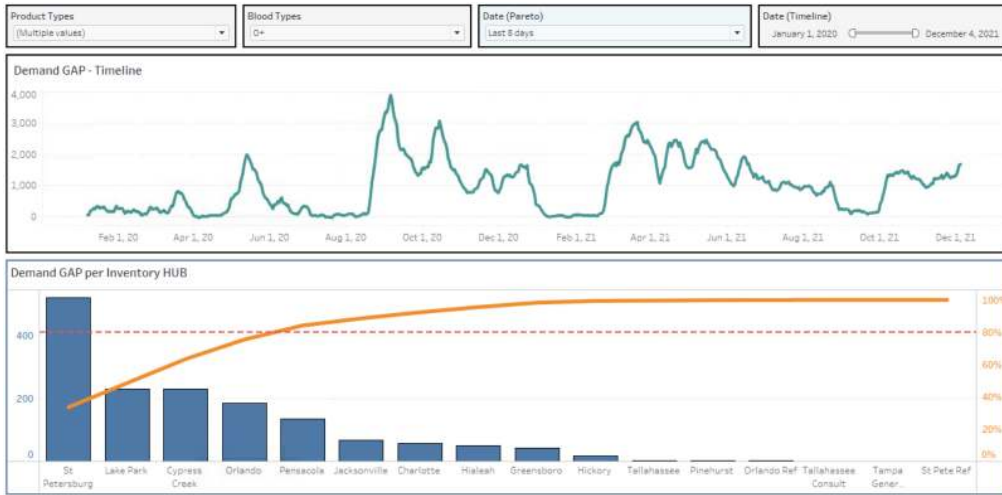 Product Types
(Multiple values)
Blood Types
O+
Date (Pareto)
Last 8 days
Date (Timeline)
January 1, 2020 December 4, 2021
Demand GAP - Timeline
4,000
3,000
2,000
1,000
0
Feb 1, 20 Apr 1, 20 Jun 1, 20 Aug 1, 20 Oct 1, 20 Dec 1, 20 Feb 1, 21 Apr 1, 21 Jun 1, 21 Aug 1, 21 Oct 1, 21 Dec 1, 21
Demand GAP per Inventory HUB
400
200
0
100%
80%
60%
40%
20%
0%
St Petersburg
Lake Park
Cypress Creek
Orlando
Pensacola
Jacksonville
Charlotte
Hialeah
Greensboro
Hickory
Tallahassee
Pinehurst
Orlando Ref
Tallahassee Consult
Tampa Gener...
St Pete Ref